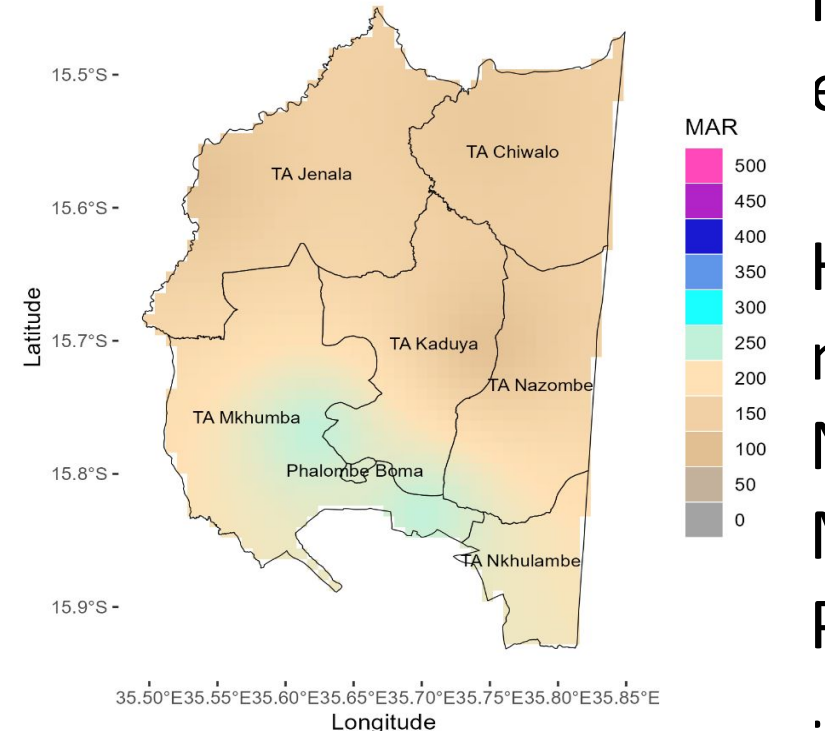 15.5°S
15.6°S
15.7°S
15.8°S
15.9°S
Latitude
TA Jenala
TA Chiwalo
TA Kaduya
TA Nazombe
TA Mkhumba
Phalombe Boma
TA Nkhulambe
35.50°E35.55°E35.60°E35.65°E35.70°E35.75°E35.80°E35.85°E
Longitude
MAR
500
450
400
350
300
250
200
150
100
50
0